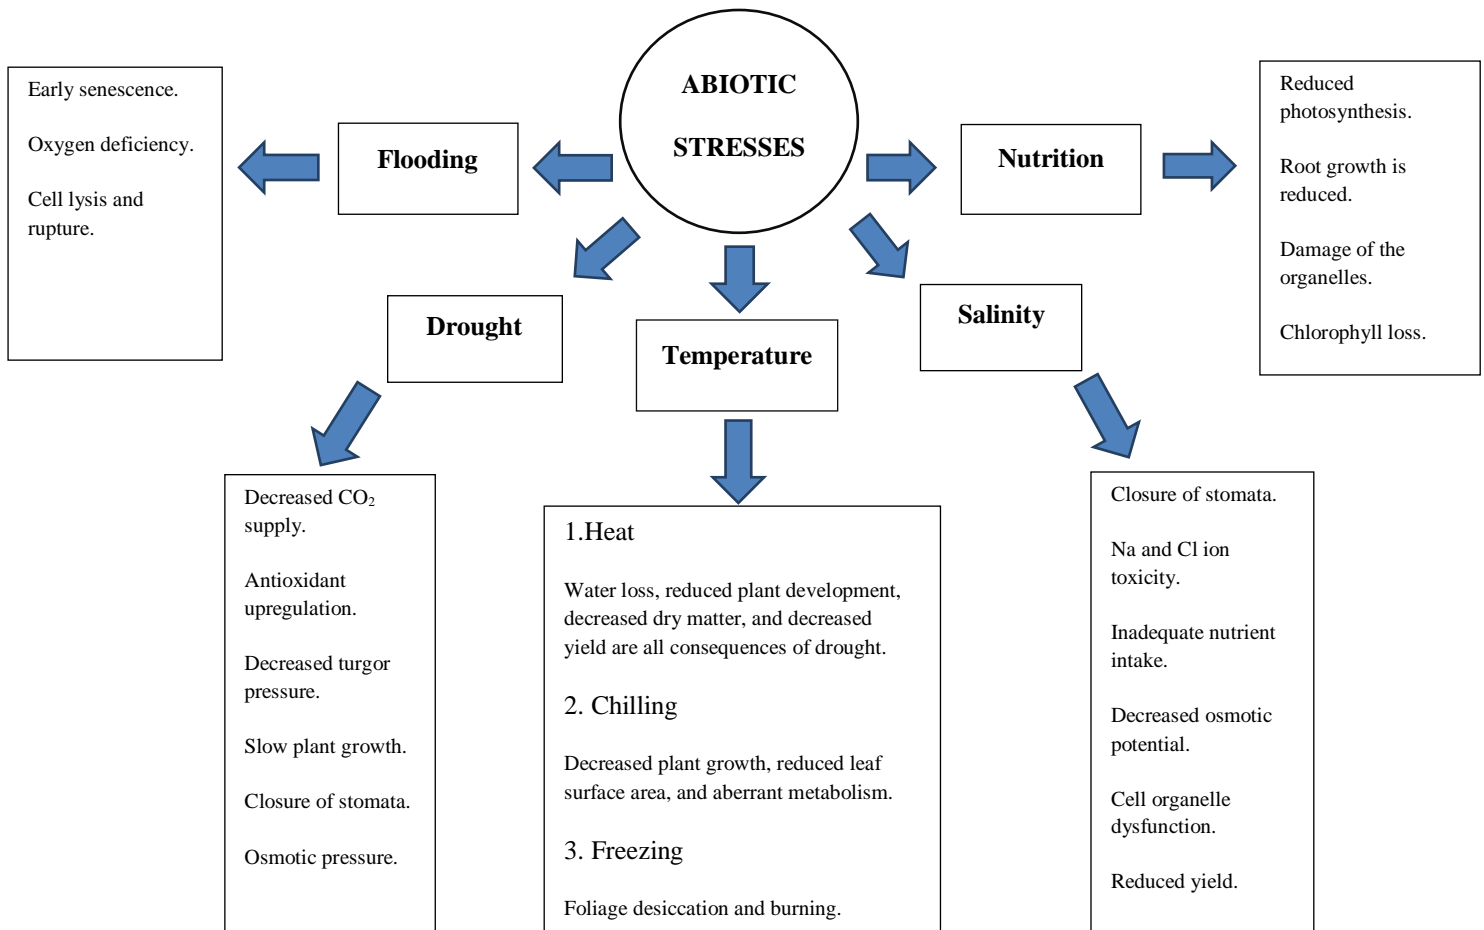 ABIOTIC
STRESSES
Flooding
Early senescence.
Oxygen deficiency.
Cell lysis and
rupture.
Nutrition
Reduced
photosynthesis.
Root growth is
reduced.
Damage of the
organelles.
Chlorophyll loss.
Drought
Decreased CO₂
supply.
Antioxidant
upregulation.
Decreased turgor
pressure.
Slow plant growth.
Closure of stomata.
Osmotic pressure.
Temperature
1.Heat
Water loss, reduced plant development,
decreased dry matter, and decreased
yield are all consequences of drought.
2. Chilling
Decreased plant growth, reduced leaf
surface area, and aberrant metabolism.
3. Freezing
Foliage desiccation and burning.
Salinity
Closure of stomata.
Na and Cl ion
toxicity.
Inadequate nutrient
intake.
Decreased osmotic
potential.
Cell organelle
dysfunction.
Reduced yield.